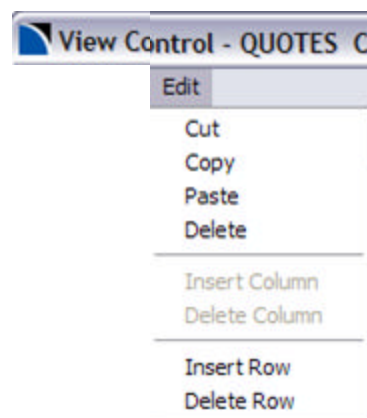 View Control - QUOTES
Edit
Cut
Copy
Paste
Delete
Insert Column
Delete Column
Insert Row
Delete Row